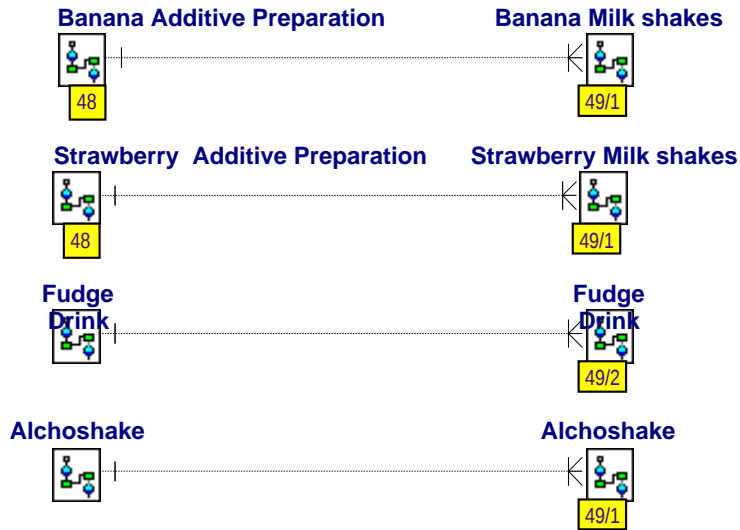 Banana Additive Preparation
Banana Milk shakes
48
49/1
Strawberry Additive Preparation
Strawberry Milk shakes
48
49/1
Fudge
Drink
Fudge
Drink
49/2
Alchoshake
Alchoshake
49/1